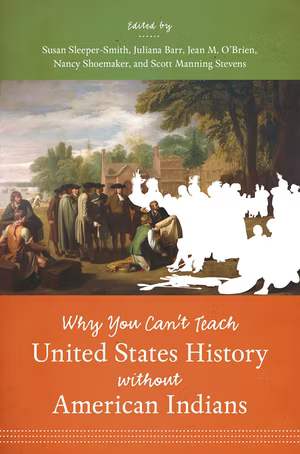 Edited by
Susan Sleeper-Smith, Juliana Barr, Jean M. O'Brien,
Nancy Shoemaker, and Scott Manning Stevens
Why You Can't Teach
United States History
without
American Indians